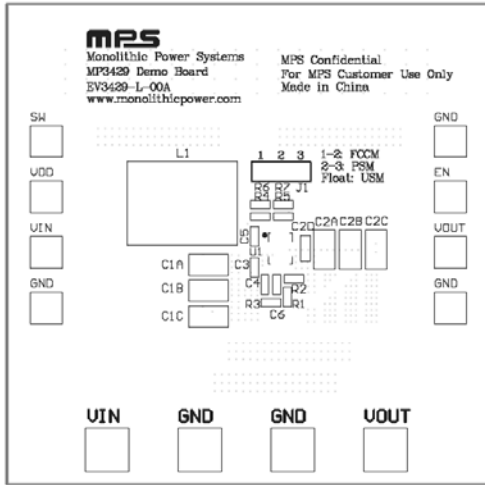 MPS
Monolithic Power Systems
MP3429 Demo Board
EV3429-L-00A
www.monolithicpower.com
MPS Confidential
For MPS Customer Use Only
Made in China
SW
VDD
VIN
GND
GND
EN
VOUT
GND
L1
1 2 3
J1
1-2: FCCM
2-3: PSM
Float: USM
R6 R7
R4 R5
C5
U1
C2D
C2A C2B C2C
C1A
C3
C1B
C4
R2
C1C
R3
R1
C6
VIN GND GND VOUT